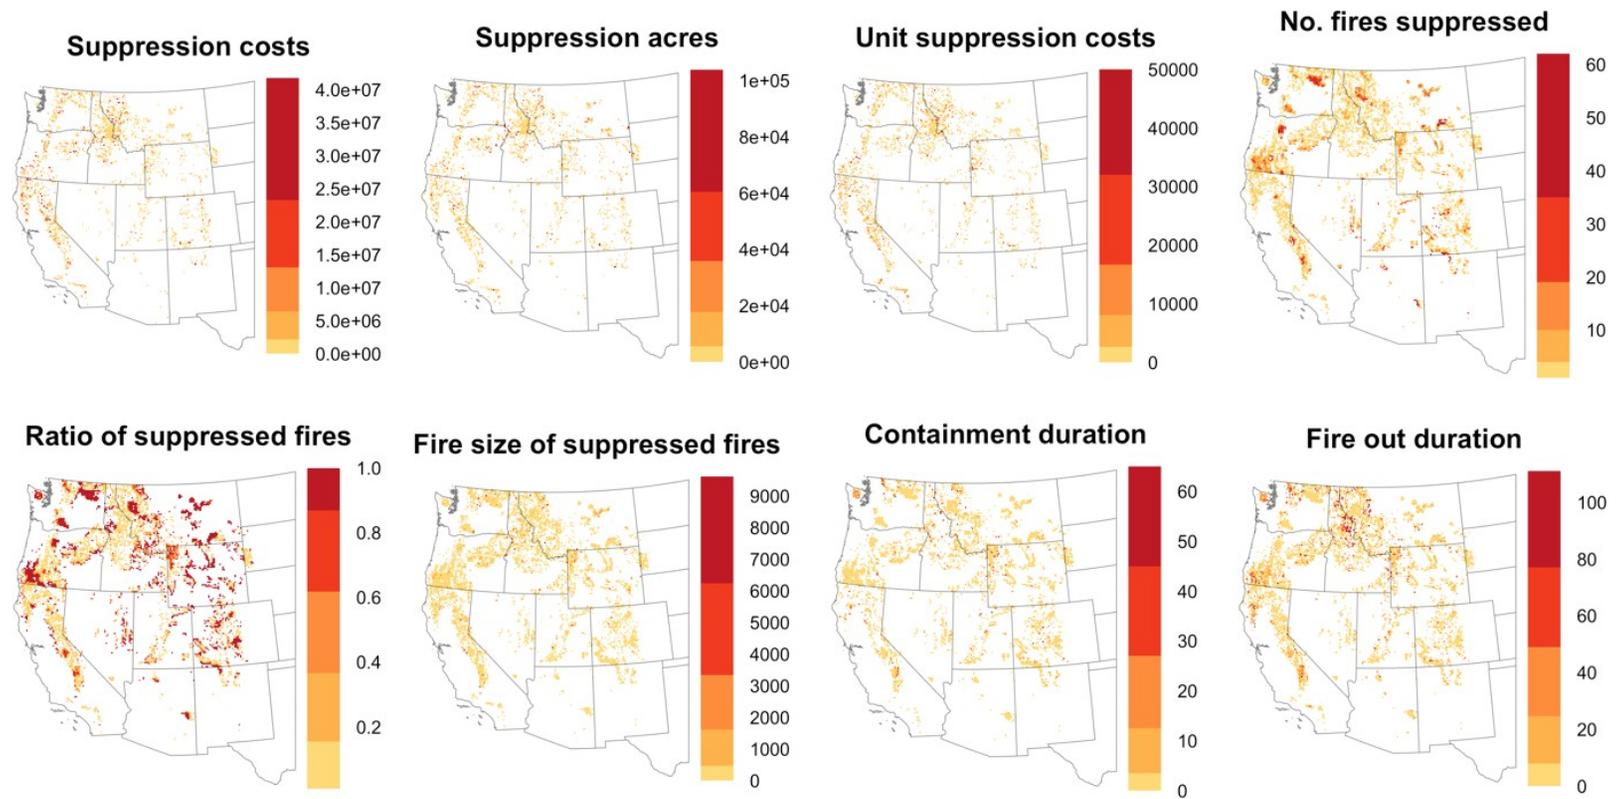 Suppression costs
4.0e+07
3.5e+07
3.0e+07
2.5e+07
2.0e+07
1.5e+07
1.0e+07
5.0e+06
0.0e+00
Suppression acres
1e+05
8e+04
6e+04
4e+04
2e+04
0e+00
Unit suppression costs
50000
40000
30000
20000
10000
0
No. fires suppressed
60
50
40
30
20
10
Ratio of suppressed fires
1.0
0.8
0.6
0.4
0.2
Fire size of suppressed fires
9000
8000
7000
6000
5000
4000
3000
2000
1000
0
Containment duration
60
50
40
30
20
10
0
Fire out duration
100
80
60
40
20
0